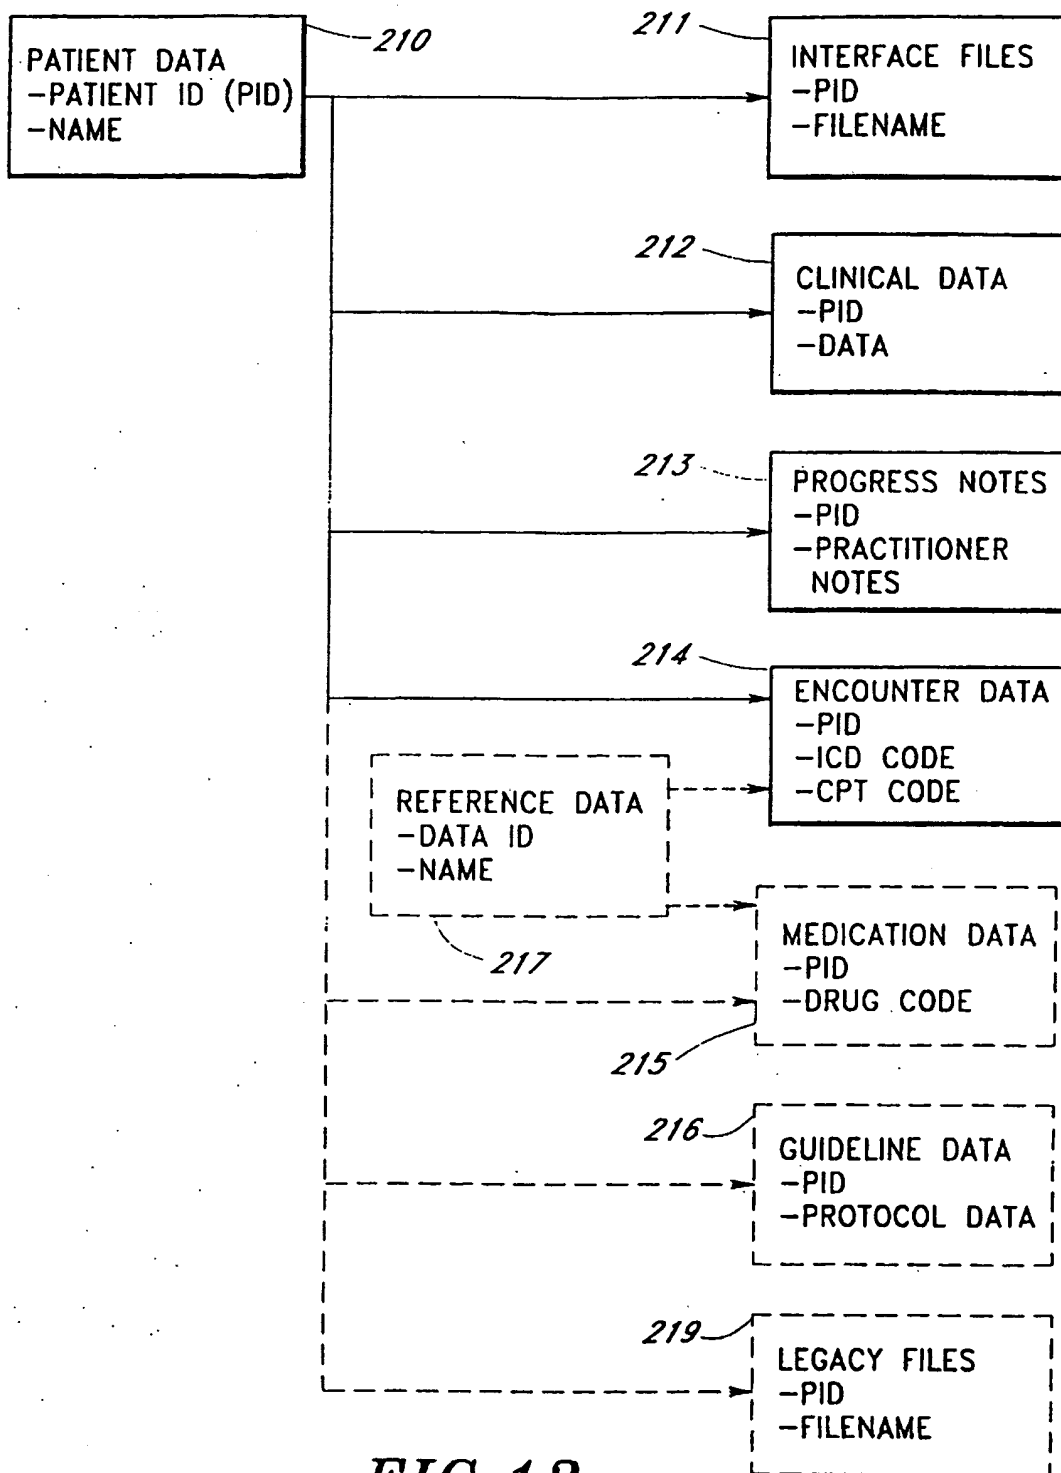 210
PATIENT DATA
-PATIENT ID (PID)
-NAME
211
INTERFACE FILES
-PID
-FILENAME
212
CLINICAL DATA
-PID
-DATA
213
PROGRESS NOTES
-PID
-PRACTITIONER
NOTES
214
ENCOUNTER DATA
-PID
-ICD CODE
-CPT CODE
REFERENCE DATA
-DATA ID
-NAME
217
MEDICATION DATA
-PID
-DRUG CODE
215
216
GUIDELINE DATA
-PID
-PROTOCOL DATA
219
LEGACY FILES
-PID
-FILENAME